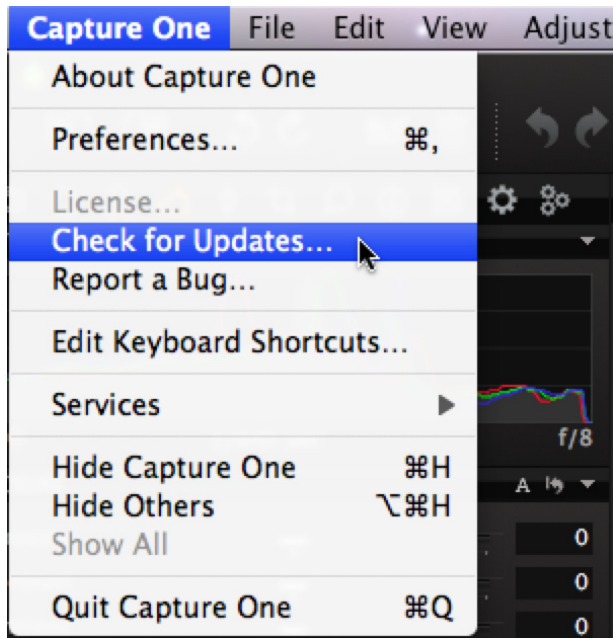 Capture One File Edit View Adjust
About Capture One
Preferences... ⌘,
License...
Check for Updates...
Report a Bug...
Edit Keyboard Shortcuts...
Services
f/8
Hide Capture One ⌘H
A
Hide Others ⌥⌘H
Show All
0
0
Quit Capture One ⌘Q
0